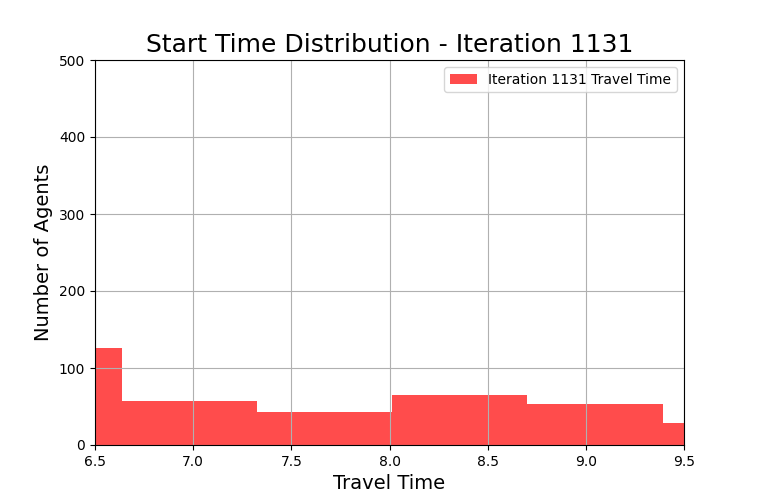 Start Time Distribution - Iteration 1131
Iteration 1131 Travel Time
Number of Agents
500
400
300
200
100
0
6.5 7.0 7.5 8.0 8.5 9.0 9.5
Travel Time